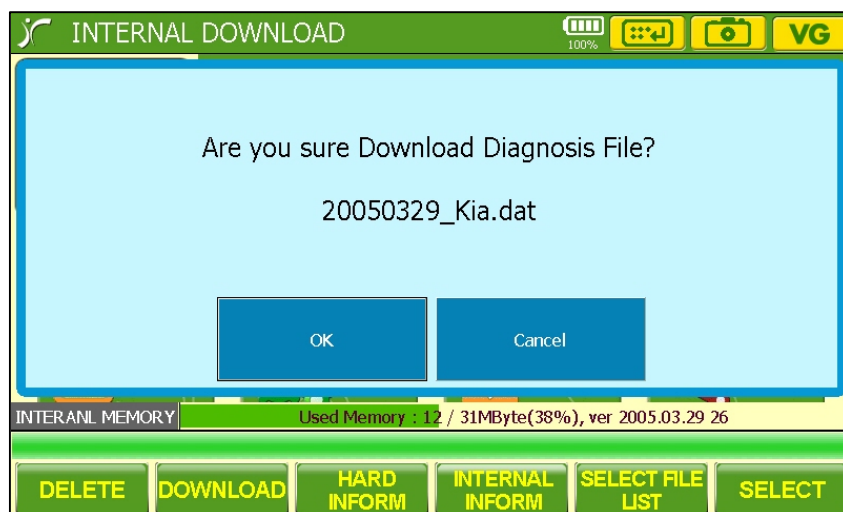 INTERNAL DOWNLOAD
100%
VG
Are you sure Download Diagnosis File?
20050329_Kia.dat
OK
Cancel
INTERANL MEMORY
Used Memory : 12 / 31MByte(38%), ver 2005.03.29 26
DELETE
DOWNLOAD
HARD
INFORM
INTERNAL
INFORM
SELECT FILE
LIST
SELECT